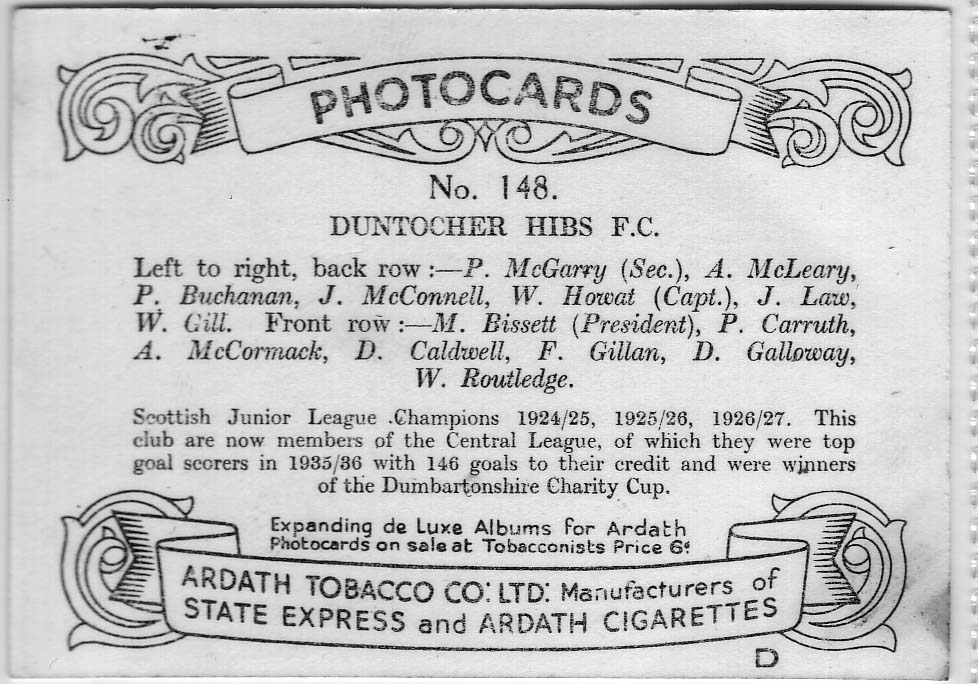 PHOTOCARDS
No. 148.
DUNTOCHER HIBS F.C.
Left to right, back row :—P. McGarry (Sec.), A. McLeary,
P. Buchanan, J. McConnell, W. Howat (Capt.), J. Law,
W. Gill. Front row :—M. Bissett (President), P. Carruth,
A. McCormack, D. Caldwell, F. Gillan, D. Galloway,
W. Routledge.
Scottish Junior League Champions 1924/25, 1925/26, 1926/27. This
club are now members of the Central League, of which they were top
goal scorers in 1935/36 with 146 goals to their credit and were winners
of the Dumbartonshire Charity Cup.
Expanding de Luxe Albums for Ardath
Photocards on sale at Tobacconists Price 6ᵈ
ARDATH TOBACCO CO: LTD: Manufacturers of
STATE EXPRESS and ARDATH CIGARETTES
D